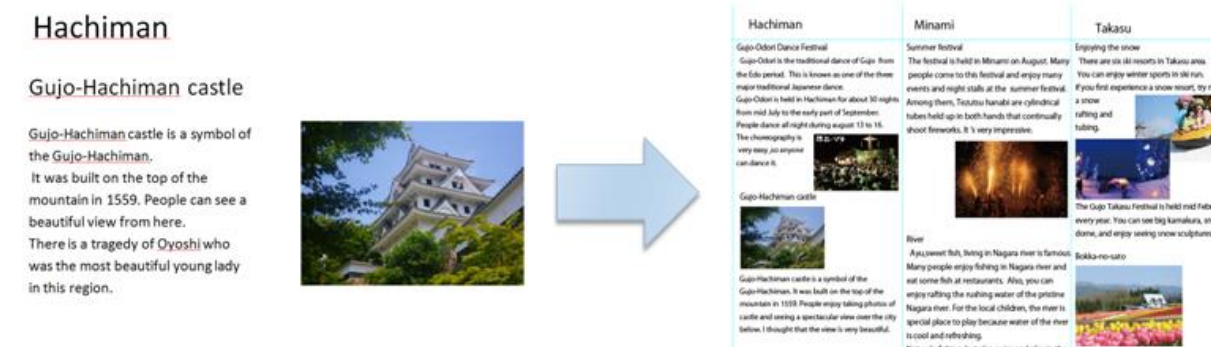 Hachiman
Gujo-Hachiman castle
Gujo-Hachiman castle is a symbol of
the Gujo-Hachiman.
It was built on the top of the
mountain in 1559. People can see a
beautiful view from here.
There is a tragedy of Oyoshi who
was the most beautiful young lady
in this region.
Hachiman
Gujo-Odori Dance Festival
Gujo-Odori is the traditional dance of Gujo from
the Edo period. This is known as one of the three
major traditional Japanese dance.
Gujo-Odori is held in Hachiman for about 30 nights
from mid July to the early part of September.
People dance all night during august 13 to 16.
The choreography is
very easy ,so anyone
can dance it.
Gujo-Hachiman castle
Gujo-Hachiman castle is a symbol of the
Gujo-Hachiman. It was built on the top of the
mountain in 1559. People enjoy taking photos of
castle and seeing a spectacular view over the city
below. I thought that the view is very beautiful.
Minami
Summer festival
The festival is held in Minami on August. Many
people come to this festival and enjoy many
events and night stalls at the summer festival.
Among them, Tezutsu hanabi are cylindrical
tubes held up in both hands that continually
shoot fireworks. It 's very impressive.
River
Ayu,sweet fish, living in Nagara river is famous.
Many people enjoy fishing in Nagara river and
eat some fish at restaurants. Also, you can
enjoy rafting the rushing water of the pristine
Nagara river. For the local children, the river is
special place to play because water of the river
is cool and refreshing.
Takasu
Enjoying the snow
There are six ski resorts in Takasu area.
You can enjoy winter sports in ski run.
If you first experience a snow resort, try
a snow
rafting and
tubing.
The Gujo Takasu Festival is held mid
every year. You can see big kamakura,
dome, and enjoy seeing snow
Bokka-no-sato